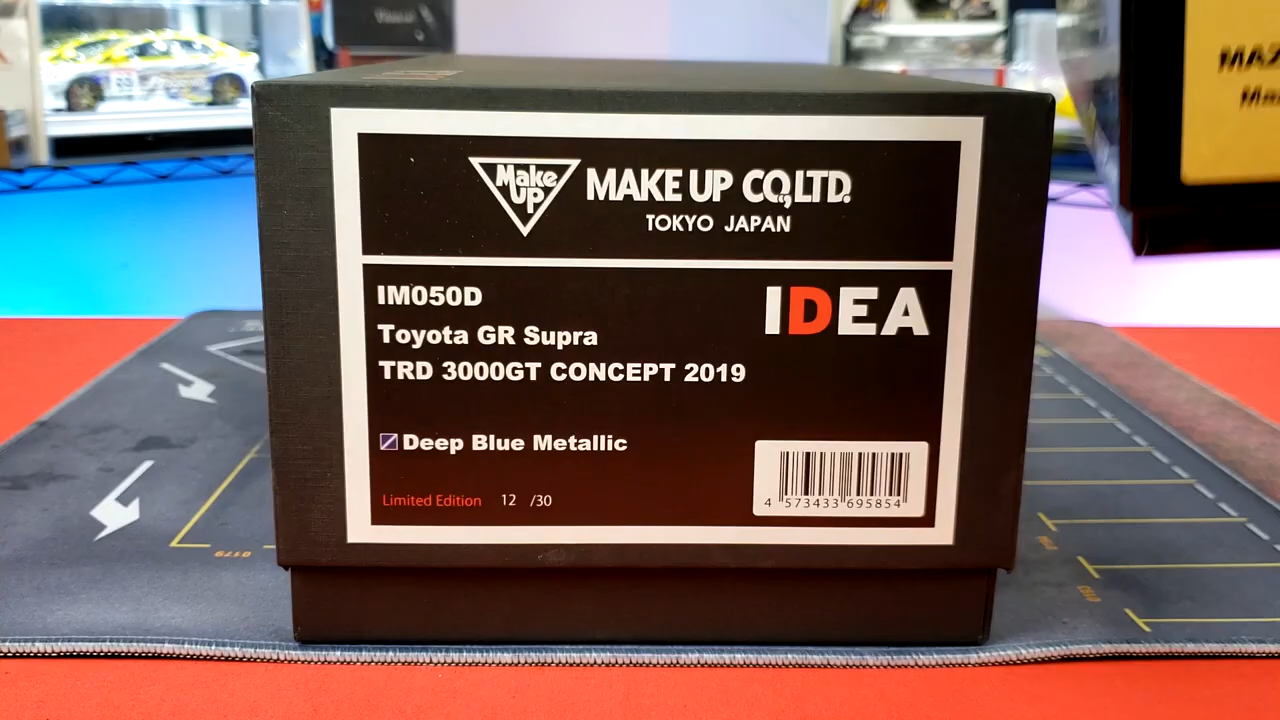 Make Up
MAKE UP CO.,LTD.
TOKYO JAPAN
IM050D
IDEA
Toyota GR Supra
TRD 3000GT CONCEPT 2019
Deep Blue Metallic
Limited Edition 12 /30
4 573433 695854
0179